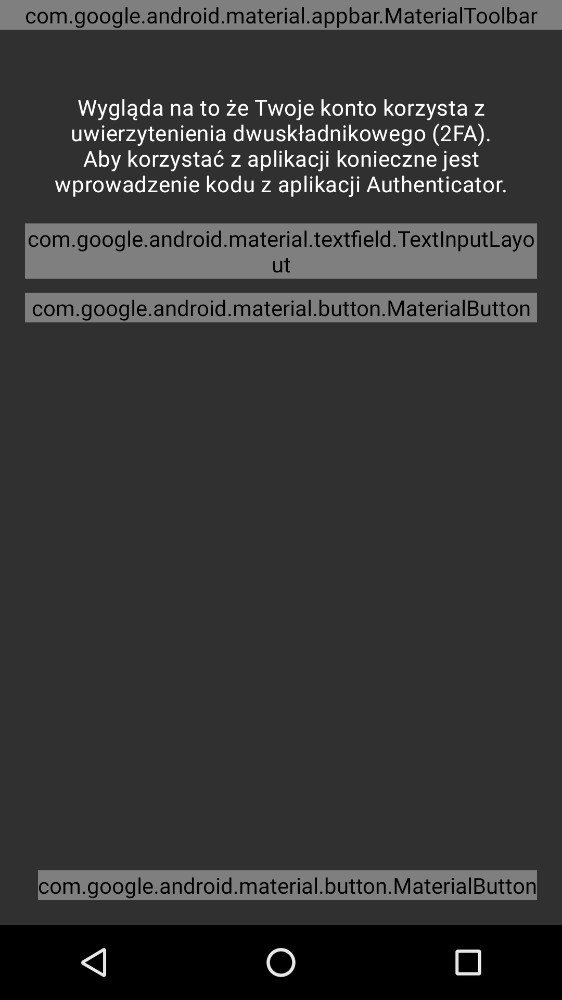 com.google.android.material.appbar.MaterialToolbar
Wygląda na to że Twoje konto korzysta z
uwierzytenienia dwuskładnikowego (2FA).
Aby korzystać z aplikacji konieczne jest
wprowadzenie kodu z aplikacji Authenticator.
com.google.android.material.textfield.TextInputLayo
ut
com.google.android.material.button.MaterialButton
com.google.android.material.button.MaterialButton